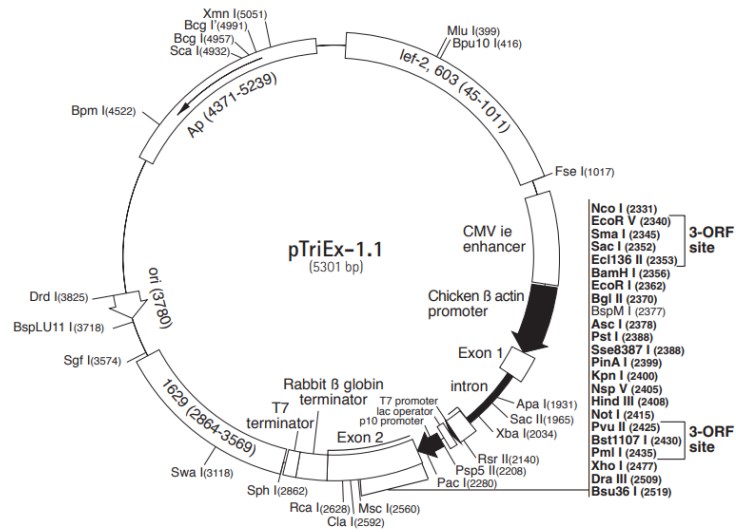 Xmn I(5051)
Bcg I'(4991)
Bcg I(4957)
Sca I(4932)
Bpm I(4522)
Ap (4371-5239)
Mlu I(399)
Bpu10 I(416)
lef-2, 603 (45-1011)
Fse I(1017)
pTriEx-1.1
(5301 bp)
CMV ie
enhancer
Chicken ß actin
promoter
Exon 1
intron
Apa I(1931)
Sac II(1965)
Xba I(2034)
Rsr II(2140)
Psp5 II(2208)
Pac I(2280)
T7 promoter
lac operator
p10 promoter
Exon 2
Rabbit ß globin
terminator
T7
terminator
Msc I(2560)
Cla I(2592)
Rca I(2628)
Sph I(2862)
1629 (2864-3569)
Swa I(3118)
Sgf I(3574)
BspLU11 I(3718)
Drd I(3825)
ori (3780)
Nco I (2331)
EcoR V (2340)
Sma I (2345)
Sac I (2352)
Ecl136 II (2353)
3-ORF
site
BamH I (2356)
EcoR I (2362)
Bgl II (2370)
BspM I (2377)
Asc I (2378)
Pst I (2388)
Sse8387 I (2388)
PinA I (2399)
Kpn I (2400)
Nsp V (2405)
Hind III (2408)
Not I (2415)
Pvu II (2425)
Bst1107 I (2430)
Pml I (2435)
3-ORF
site
Xho I (2477)
Dra III (2509)
Bsu36 I (2519)